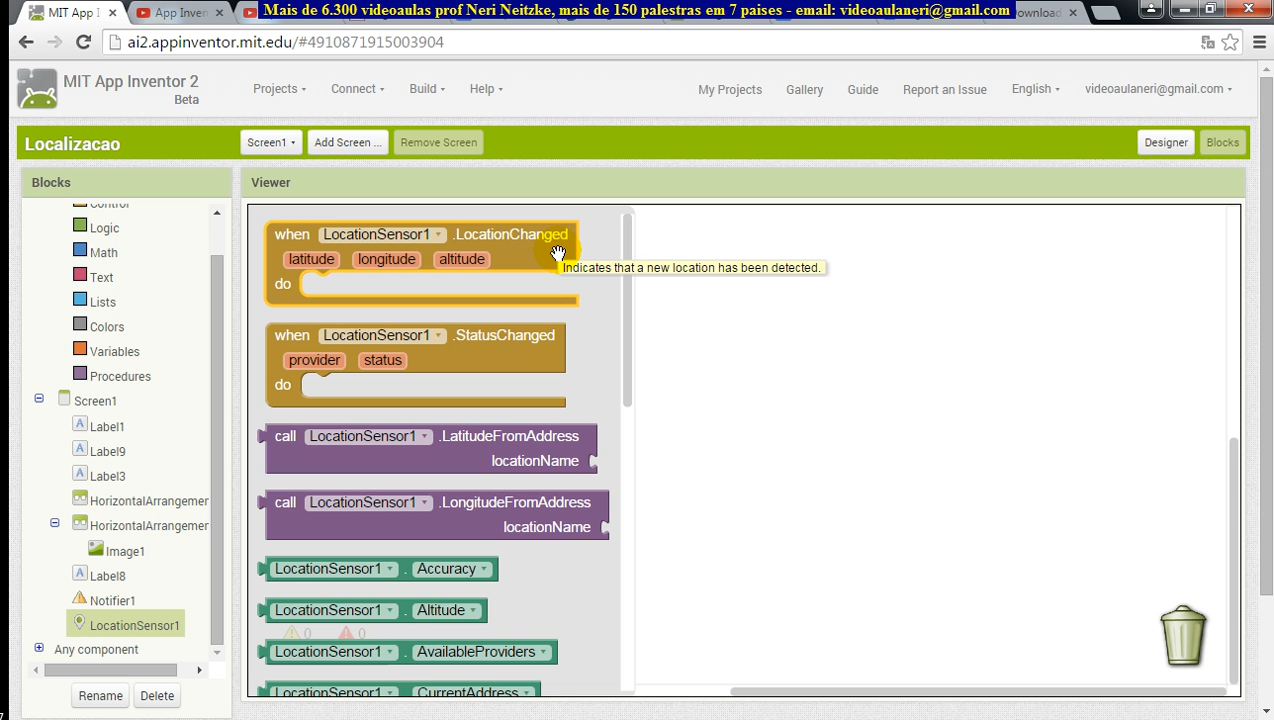 MIT App I
App Inven
Mais de 6.300 videoaulas prof Neri Neitzke, mais de 150 palestras em 7 paises - email: videoaulaneri@gmail.com
ownload
ai2.appinventor.mit.edu/#4910871915003904
MIT App Inventor 2
Beta
Projects
Connect
Build
Help
My Projects
Gallery
Guide
Report an Issue
English
videoaulaneri@gmail.com
Localizacao
Screen1
Add Screen ...
Remove Screen
Designer
Blocks
Blocks
Viewer
Control
Logic
Math
Text
Lists
Colors
Variables
Procedures
Screen1
Label1
Label9
Label3
HorizontalArrangemer
HorizontalArrangemer
Image1
Label8
Notifier1
LocationSensor1
Any component
Rename
Delete
when LocationSensor1 .LocationChanged
latitude longitude altitude
do
Indicates that a new location has been detected.
when LocationSensor1 .StatusChanged
provider status
do
call LocationSensor1 .LatitudeFromAddress
locationName
call LocationSensor1 .LongitudeFromAddress
locationName
LocationSensor1 . Accuracy
LocationSensor1 . Altitude
0 0
LocationSensor1 . AvailableProviders
LocationSensor1 . CurrentAddress